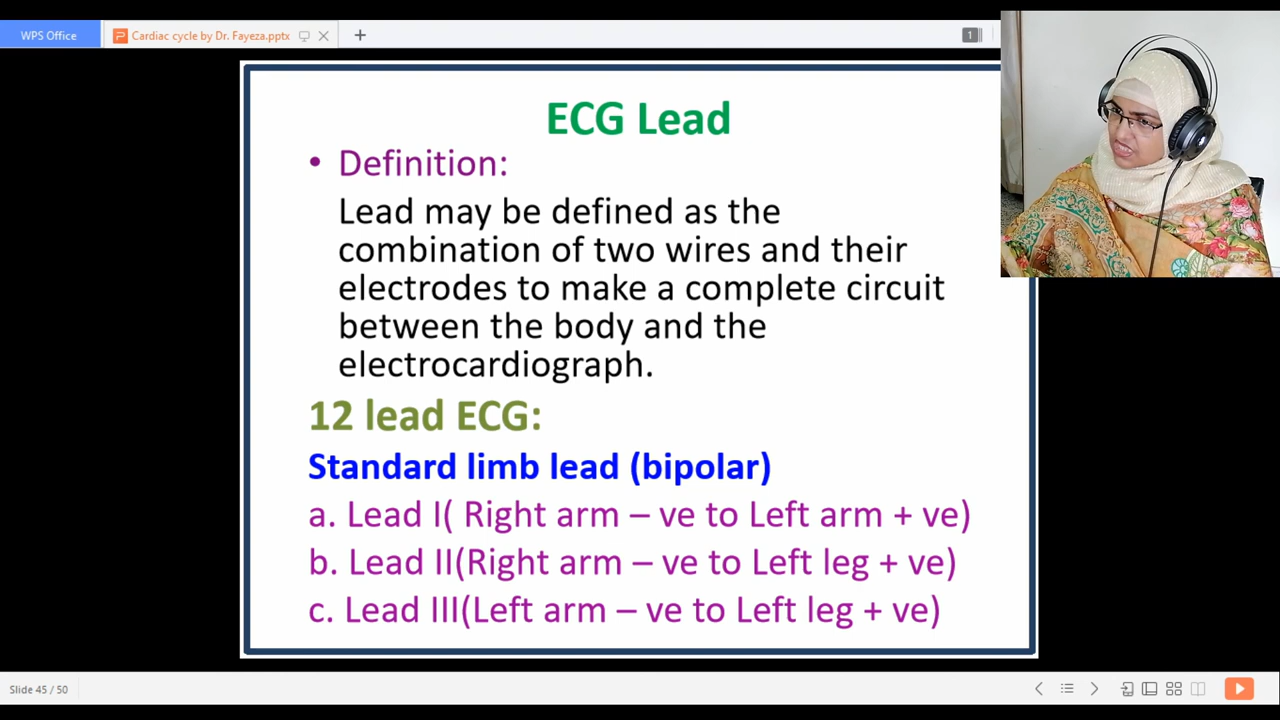 WPS Office
Cardiac cycle by Dr. Fayeza.pptx
1
ECG Lead
• Definition:
Lead may be defined as the
combination of two wires and their
electrodes to make a complete circuit
between the body and the
electrocardiograph.
12 lead ECG:
Standard limb lead (bipolar)
a. Lead I( Right arm – ve to Left arm + ve)
b. Lead II(Right arm – ve to Left leg + ve)
c. Lead III(Left arm – ve to Left leg + ve)
Slide 45 / 50